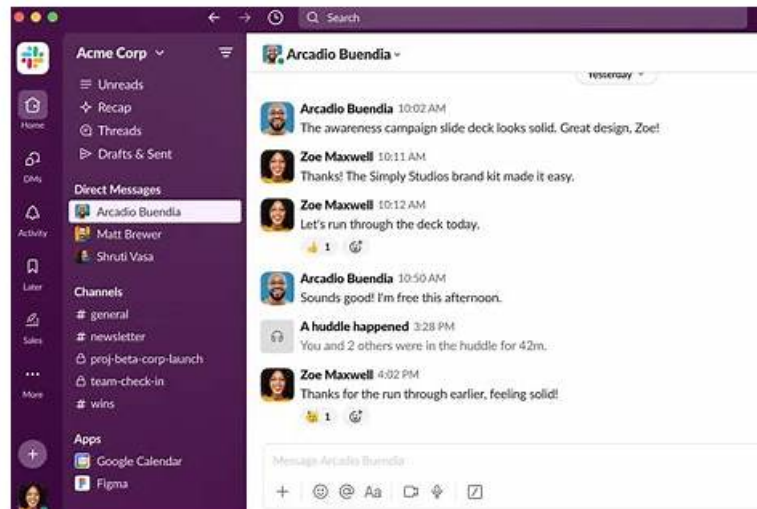 Search
Acme Corp
Unreads
Recap
Threads
Drafts & Sent
Direct Messages
Arcadio Buendia
Matt Brewer
Shruti Vasa
Channels
# general
# newsletter
proj-beta-corp-launch
team-check-in
# wins
Apps
Google Calendar
Figma
Home
DMs
Activity
Later
Sales
More
Arcadio Buendia
Yesterday
Arcadio Buendia 10:02 AM
The awareness campaign slide deck looks solid. Great design, Zoe!
Zoe Maxwell 10:11 AM
Thanks! The Simply Studios brand kit made it easy.
Zoe Maxwell 10:12 AM
Let's run through the deck today.
1
Arcadio Buendia 10:50 AM
Sounds good! I'm free this afternoon.
A huddle happened 3:28 PM
You and 2 others were in the huddle for 42m.
Zoe Maxwell 4:02 PM
Thanks for the run through earlier, feeling solid!
1
Message Arcadio Buendia
Aa